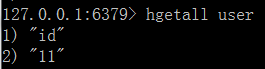 127.0.0.1:6379> hgetall user
1) "id"
2) "11"